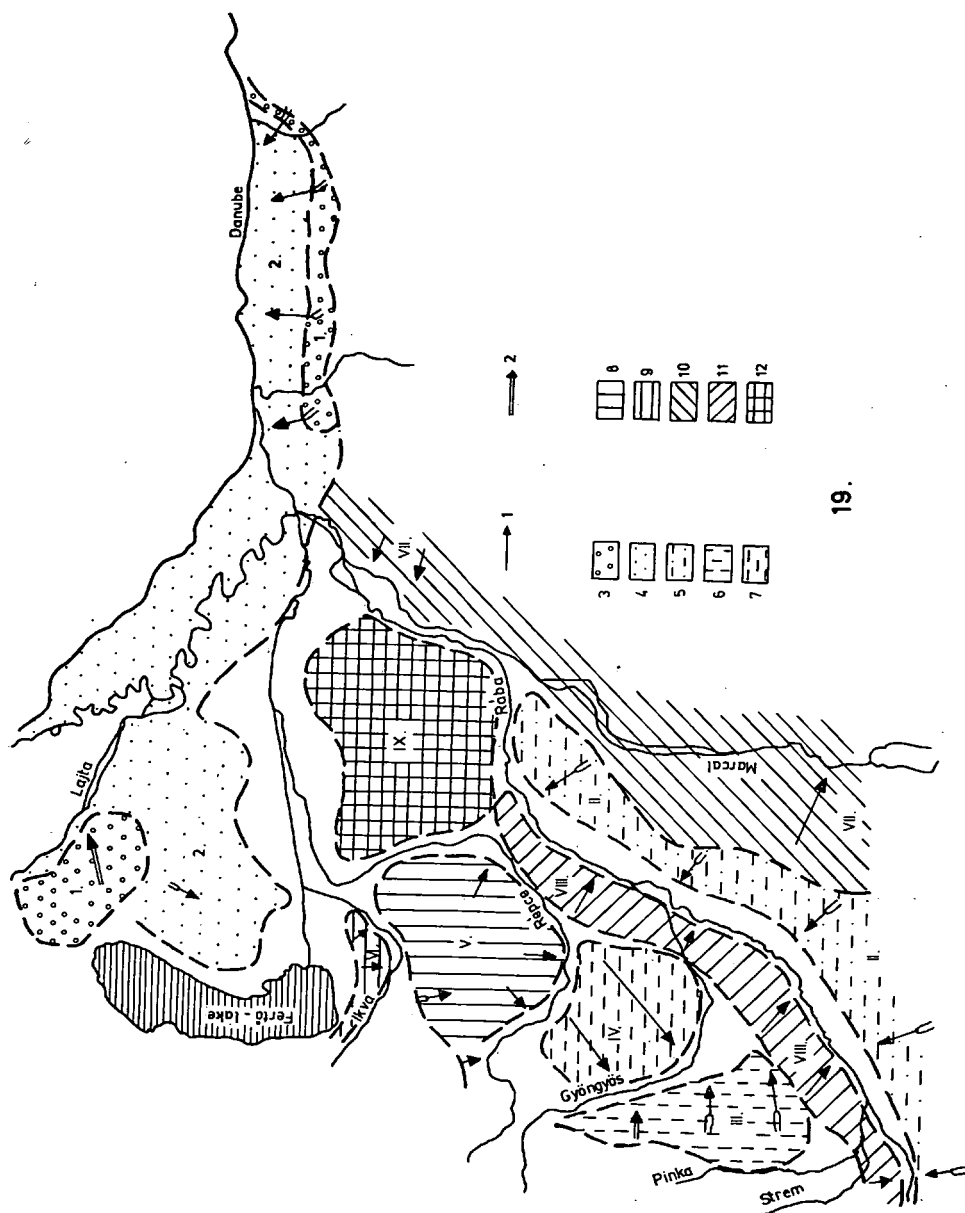 Danube
2.
1.
Lajta
1.
2.
Fertő - Lake
Ikva
VI.
V.
Répce
IX.
Rába
VII.
II.
Marcal
VII.
VIII.
IV.
Gyöngyös
III.
VIII.
II.
Pinka
Strem
1
2
3
4
5
6
7
8
9
10
11
12
19.